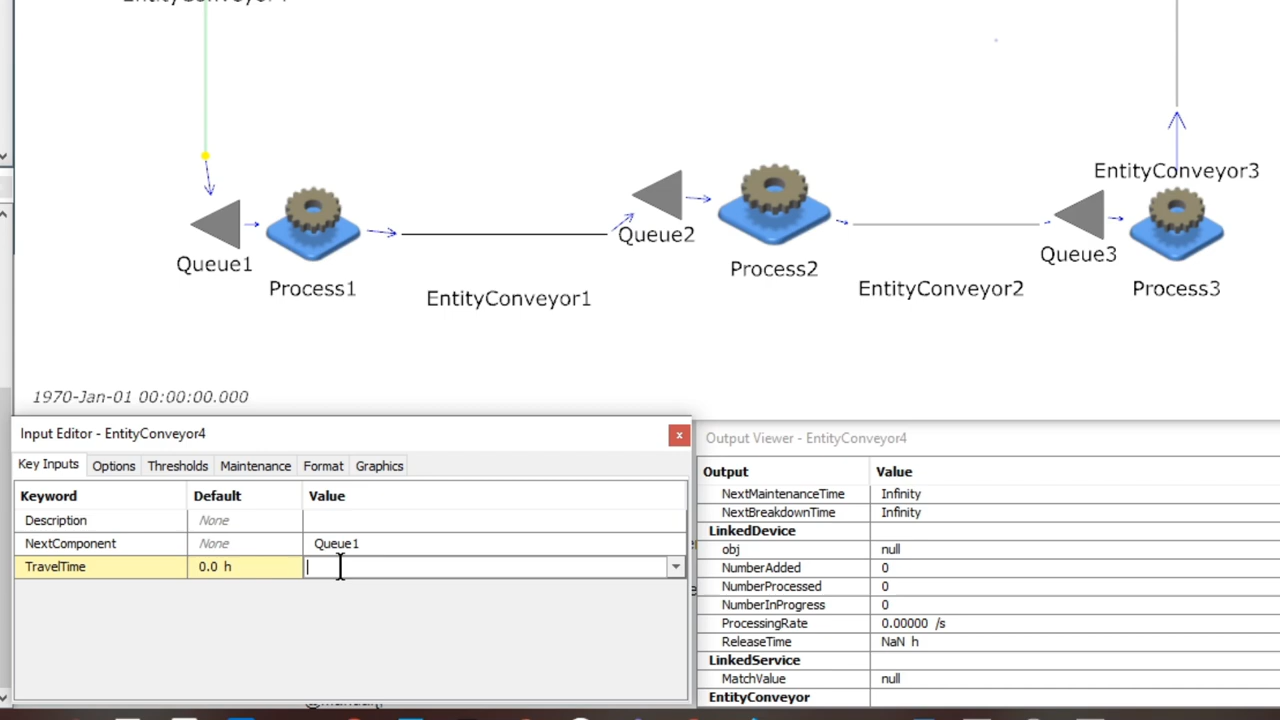 EntityConveyor4
EntityConveyor3
Queue1
Process1
EntityConveyor1
Queue2
Process2
EntityConveyor2
Queue3
Process3
1970-Jan-01 00:00:00.000
Input Editor - EntityConveyor4
x
Key Inputs Options Thresholds Maintenance Format Graphics
Keyword Default Value
Description None
NextComponent None Queue1
TravelTime 0.0 h
Output Viewer - EntityConveyor4
Output Value
NextMaintenanceTime Infinity
NextBreakdownTime Infinity
LinkedDevice
obj null
NumberAdded 0
NumberProcessed 0
NumberInProgress 0
ProcessingRate 0.00000 /s
ReleaseTime NaN h
LinkedService
MatchValue null
EntityConveyor